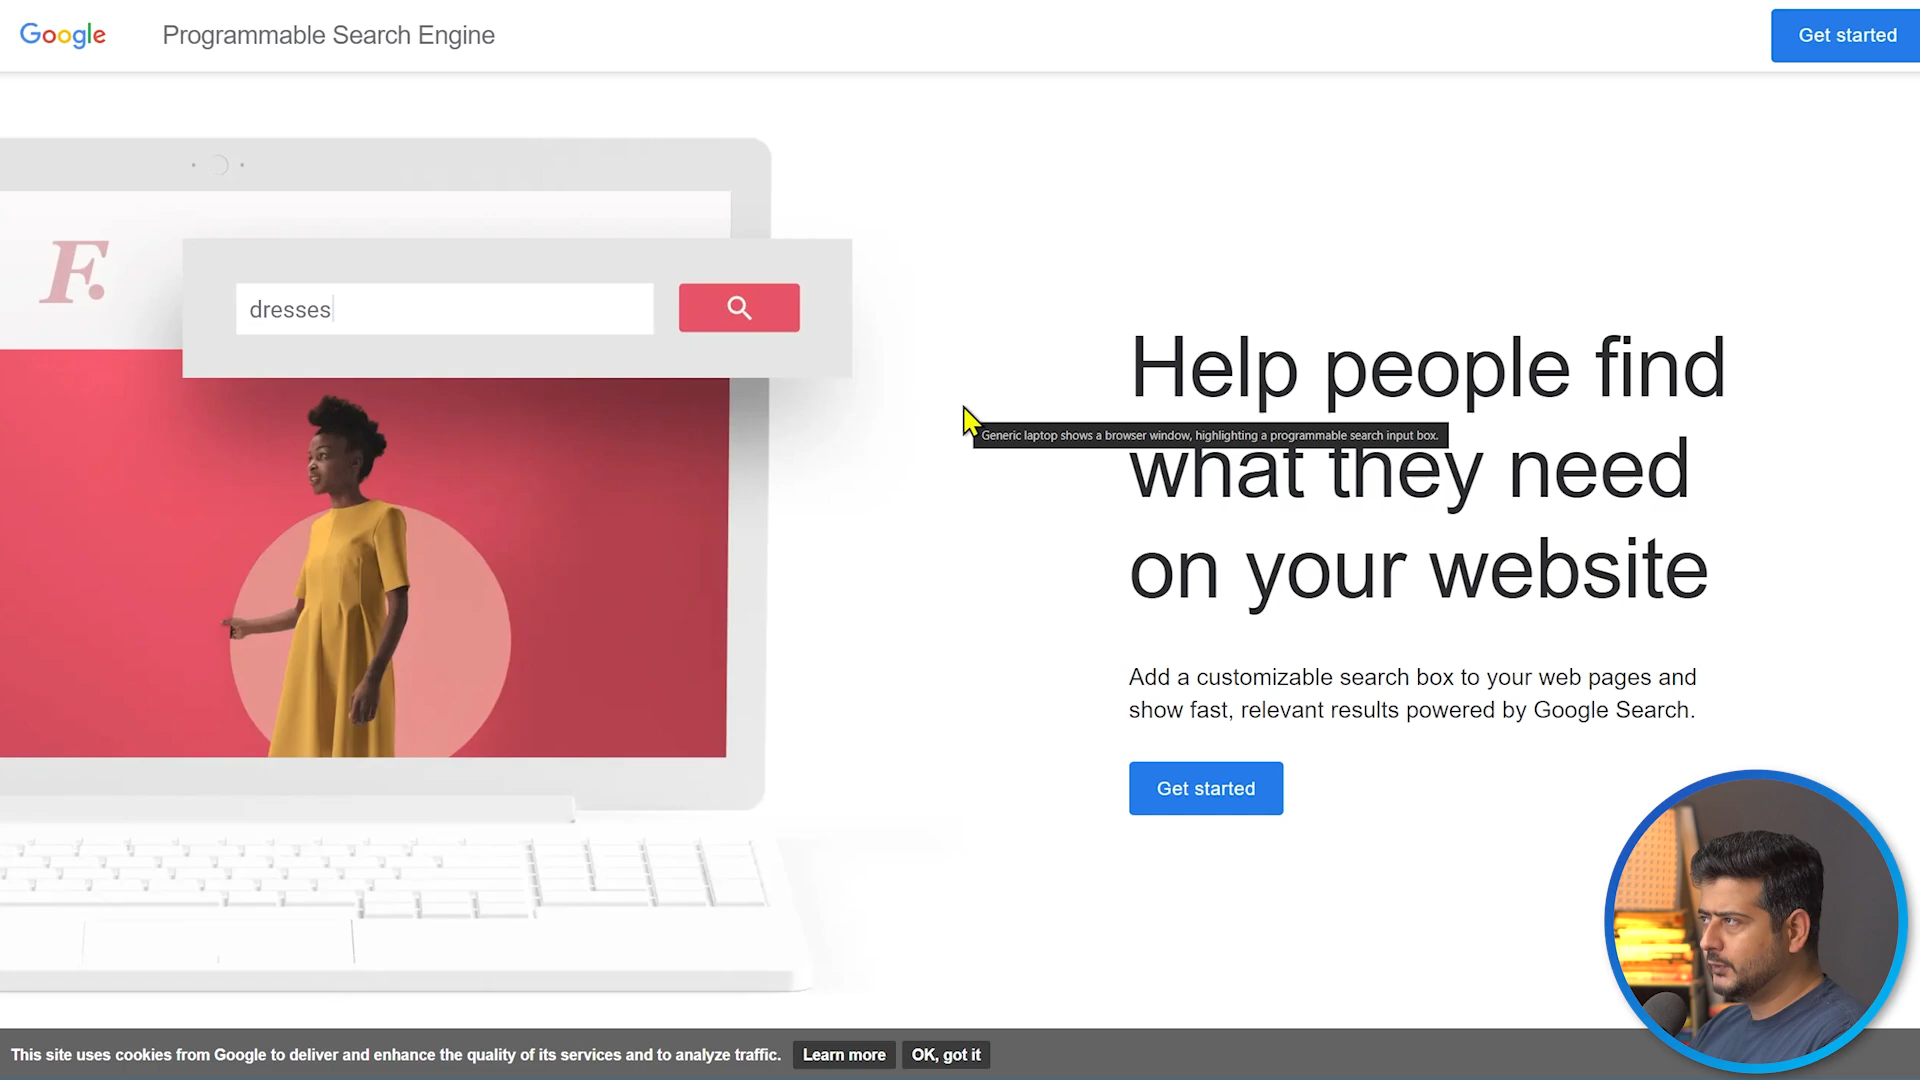 Google Programmable Search Engine
Get started
F.
dresses
Generic laptop shows a browser window, highlighting a programmable search input box.
Help people find
what they need
on your website
Add a customizable search box to your web pages and
show fast, relevant results powered by Google Search.
Get started
This site uses cookies from Google to deliver and enhance the quality of its services and to analyze traffic. Learn more OK, got it